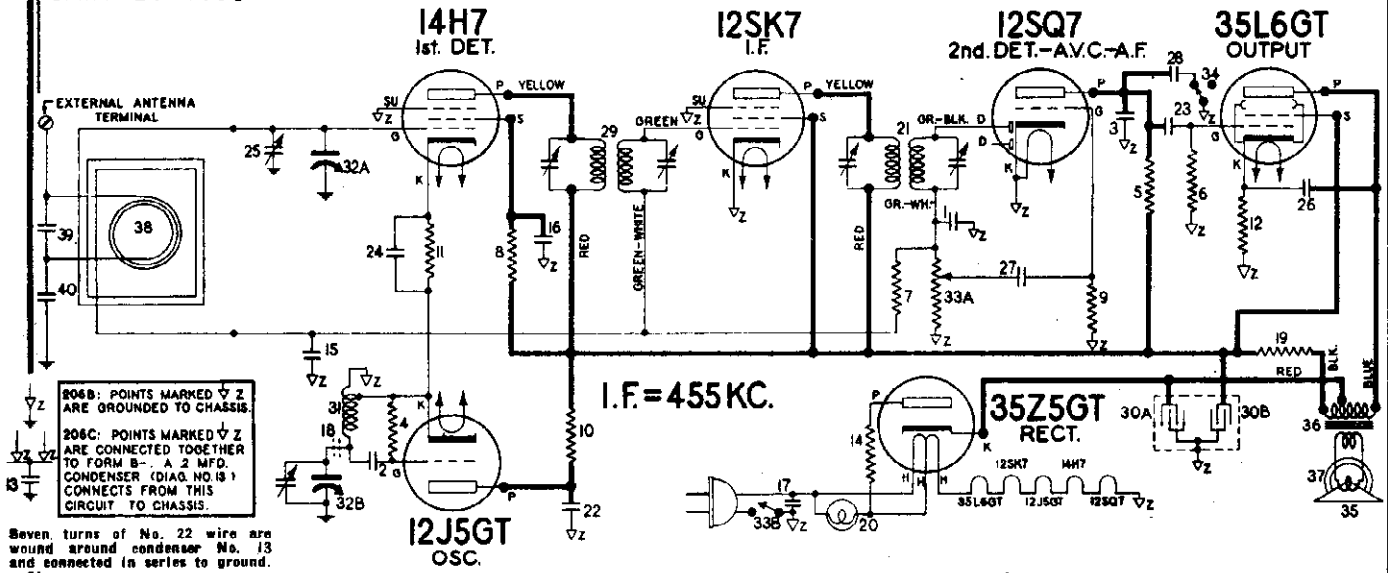 14H7
1st. DET.
12SK7
I.F.
12SQ7
2nd. DET.-A.V.C.-A.F.
35L6GT
OUTPUT
EXTERNAL ANTENNA
TERMINAL
SU
Z
G
P
YELLOW
S
K
25
32A
29
GREEN
GREEN-WHITE
RED
SU
Z
G
P
YELLOW
S
K
Z
21
GR.-BLK.
D
D
GR.-WH.
RED
P
G
K
Z
28
34
Z
3
Z
23
G
P
S
K
39
38
40
24
11
8
16
Z
1
Z
7
33A
Z
27
9
Z
5
6
Z
12
Z
26
15
Z
Z
31
18
4
2
K
G
P
32B
12J5GT
OSC.
10
22
Z
I.F.=455KC.
P
14
K
H
H
H
35Z5GT
RECT.
17
33B
Z
20
35L6GT
12SK7
12J5GT
14H7
12SQ7
Z
19
BLK.
RED
BLUE
30A
30B
Z
36
37
35
Z
Z
Z
13
206B: POINTS MARKED ▽ Z
ARE GROUNDED TO CHASSIS.
206C: POINTS MARKED ▽ Z
ARE CONNECTED TOGETHER
TO FORM B-. A .2 MFD.
CONDENSER (DIAG. NO.13)
CONNECTS FROM THIS
CIRCUIT TO CHASSIS.
Seven turns of No. 22 wire are
wound around condenser No. 13
and connected in series to ground.